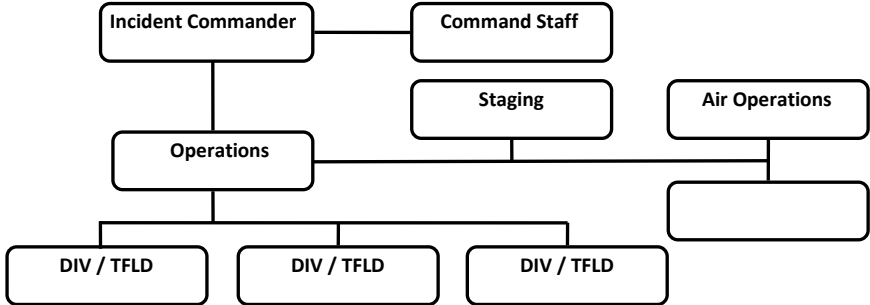 Incident Commander
Command Staff
Staging
Air Operations
Operations
DIV / TFLD
DIV / TFLD
DIV / TFLD